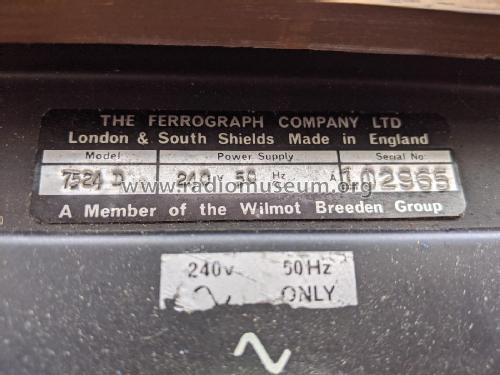 THE FERROGRAPH COMPANY LTD
London & South Shields Made in England
Model Power Supply Serial No
7524 D 240 v 50 Hz A 102965
www.radiomuseum.org
A Member of the Wilmot Breeden Group
240v 50Hz
ONLY